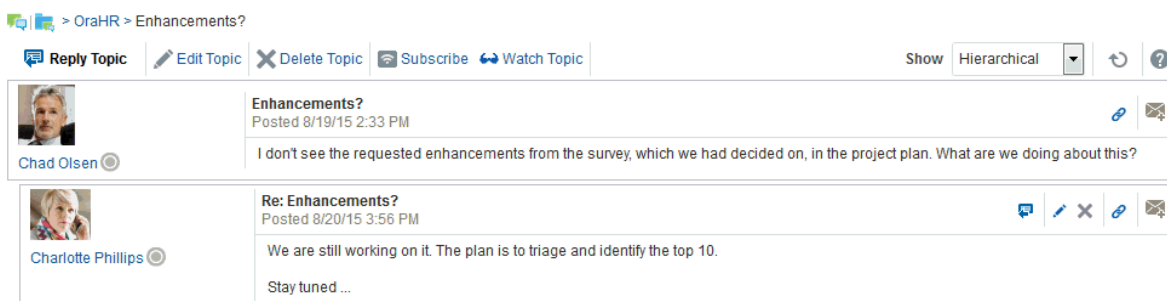 > OraHR > Enhancements?
Reply Topic Edit Topic Delete Topic Subscribe Watch Topic Show Hierarchical
Enhancements?
Posted 8/19/15 2:33 PM
Chad Olsen
I don't see the requested enhancements from the survey, which we had decided on, in the project plan. What are we doing about this?
Re: Enhancements?
Posted 8/20/15 3:56 PM
Charlotte Phillips
We are still working on it. The plan is to triage and identify the top 10.
Stay tuned ...